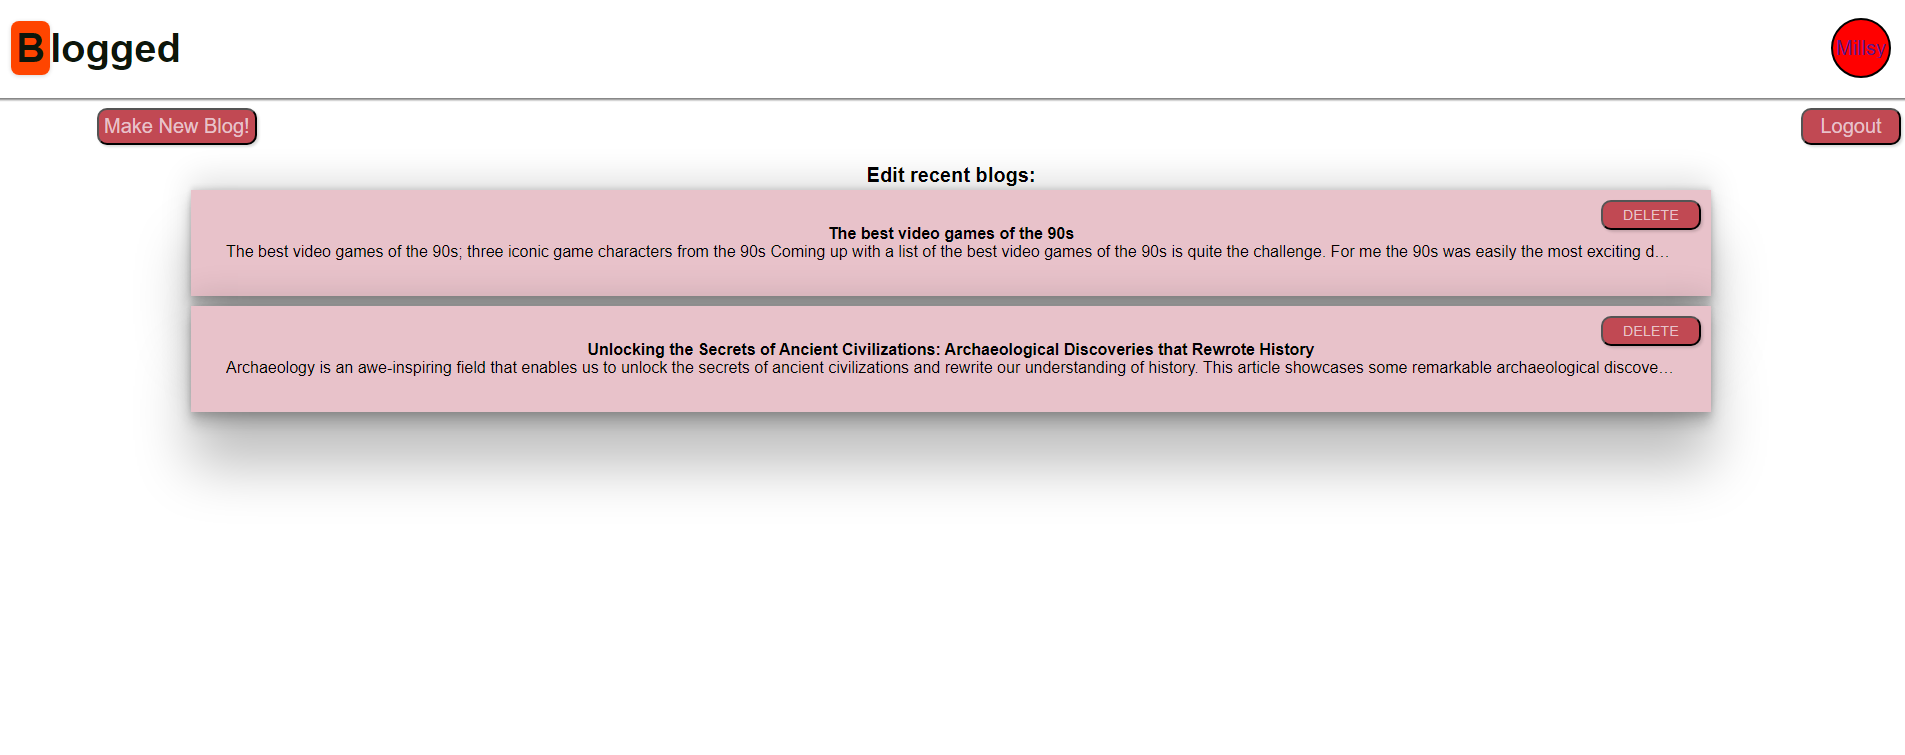 Blogged
Millsy
Make New Blog!
Logout
Edit recent blogs:
DELETE
The best video games of the 90s
The best video games of the 90s; three iconic game characters from the 90s Coming up with a list of the best video games of the 90s is quite the challenge. For me the 90s was easily the most exciting d…
DELETE
Unlocking the Secrets of Ancient Civilizations: Archaeological Discoveries that Rewrote History
Archaeology is an awe-inspiring field that enables us to unlock the secrets of ancient civilizations and rewrite our understanding of history. This article showcases some remarkable archaeological discove…